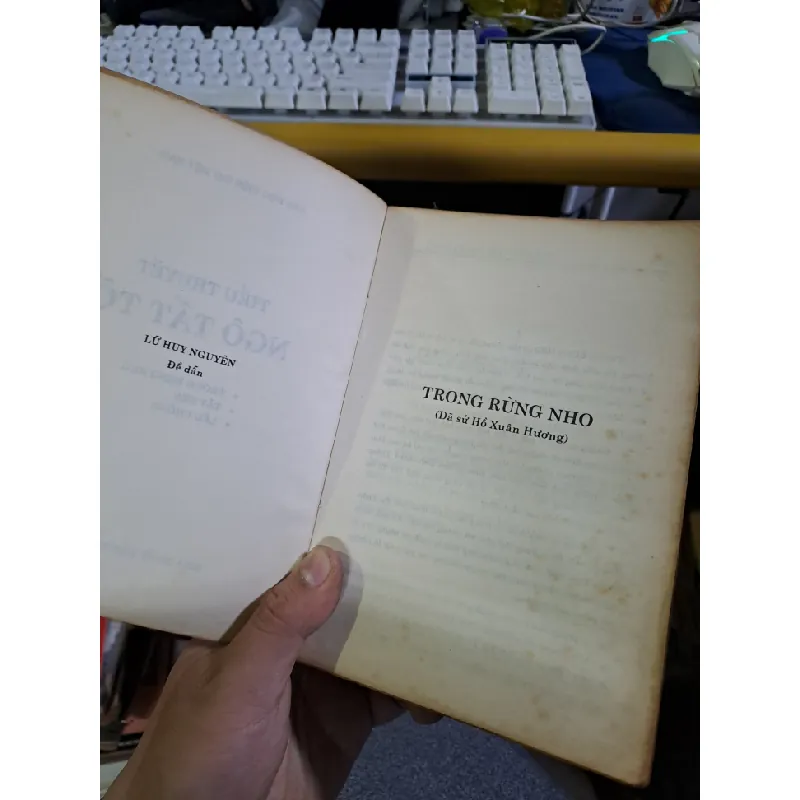 LỮ HUY NGUYÊN
Đề dẫn
TRONG RỪNG NHO
(Dã sử Hồ Xuân Hương)